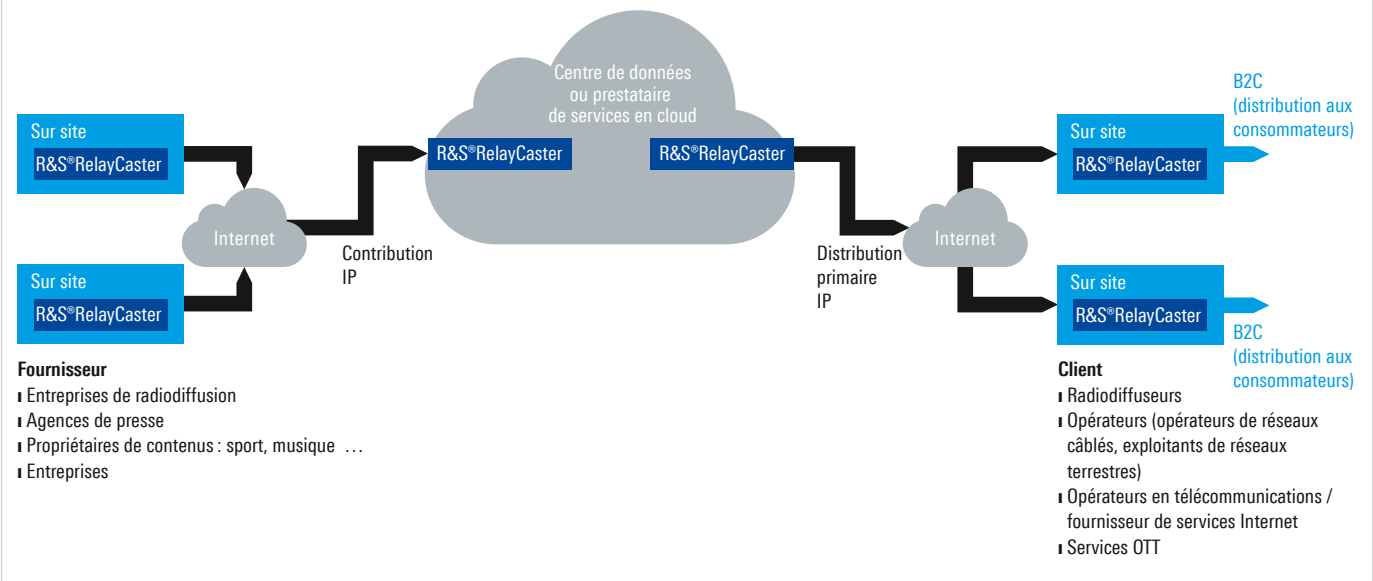 Centre de données
ou prestataire
de services en cloud
R&S®RelayCaster
R&S®RelayCaster
Sur site
R&S®RelayCaster
Internet
Sur site
R&S®RelayCaster
Contribution
IP
Distribution
primaire
IP
Internet
B2C
(distribution aux
consommateurs)
Sur site
R&S®RelayCaster
Sur site
R&S®RelayCaster
B2C
(distribution aux
consommateurs)
Fournisseur
Entreprises de radiodiffusion
Agences de presse
Propriétaires de contenus : sport, musique …
Entreprises
Client
Radiodiffuseurs
Opérateurs (opérateurs de réseaux
câblés, exploitants de réseaux
terrestres)
Opérateurs en télécommunications /
fournisseur de services Internet
Services OTT